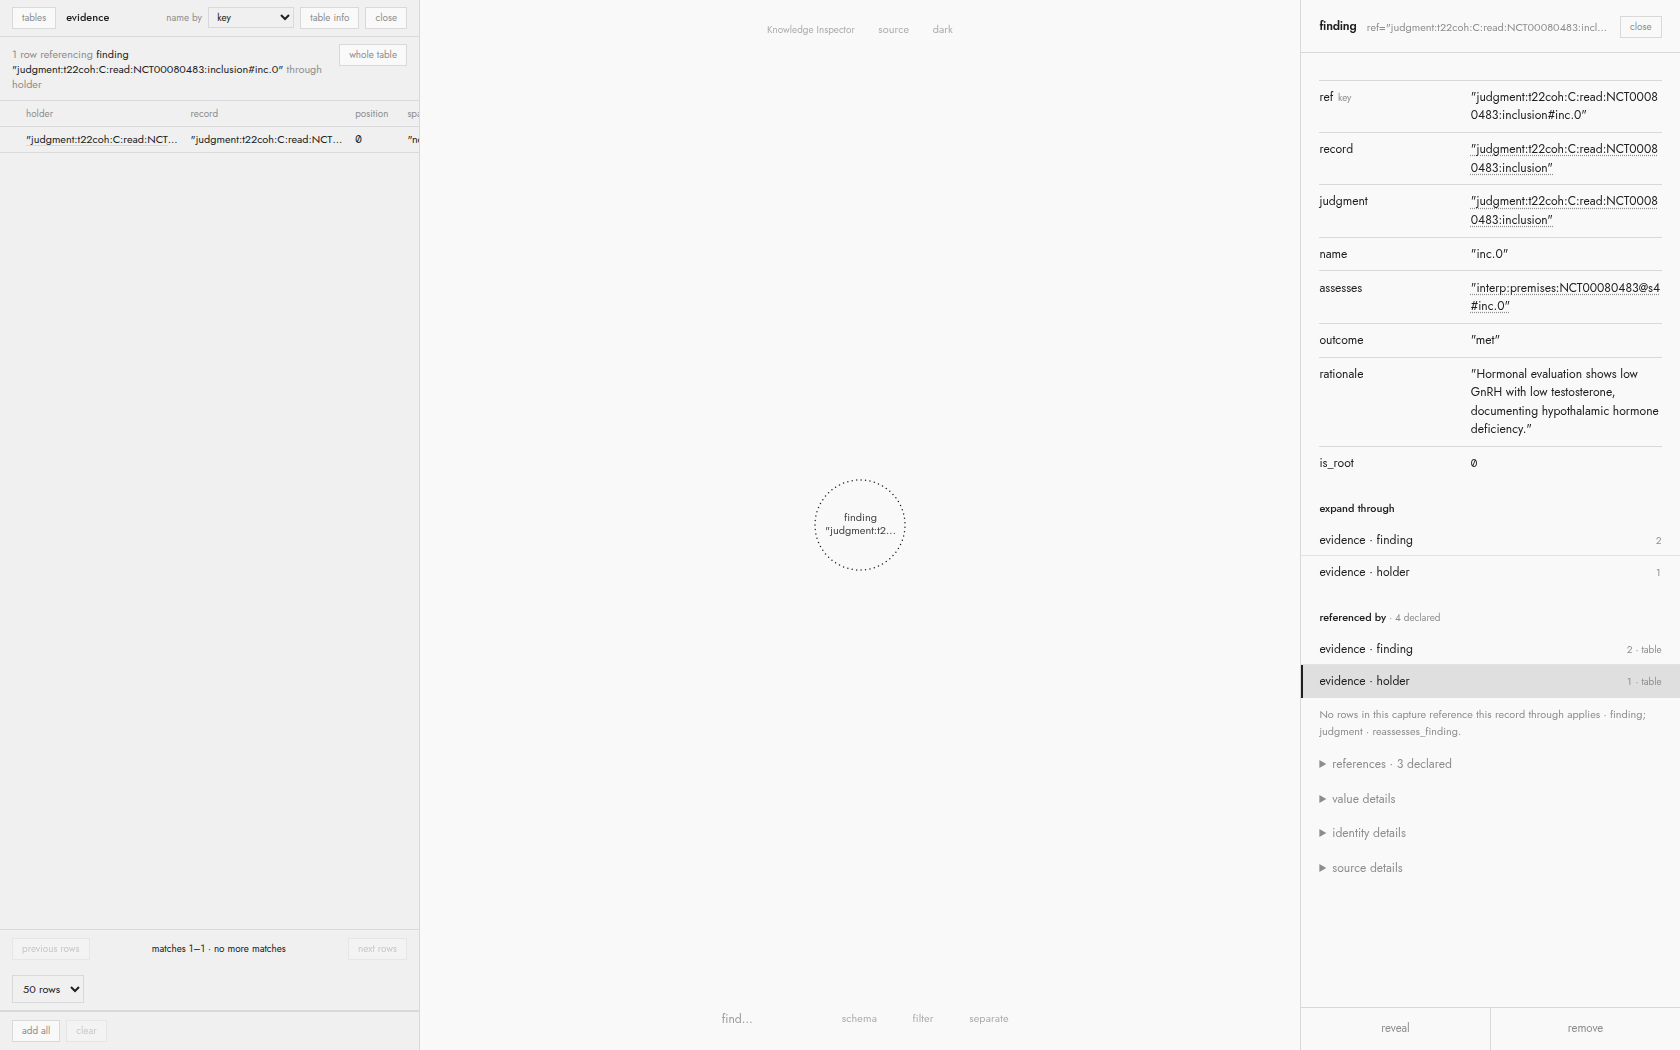 tables
evidence
name by
key
table info
close
1 row referencing finding
"judgment:t22coh:C:read:NCT00080483:inclusion#inc.0" through
holder
whole table
holder
record
position
spa
"judgment:t22coh:C:read:NCT...
"judgment:t22coh:C:read:NCT...
0
"no
previous rows
matches 1–1 · no more matches
next rows
50 rows
add all
clear
Knowledge Inspector
source
dark
finding
"judgment:t2...
find...
schema
filter
separate
finding
ref="judgment:t22coh:C:read:NCT00080483:incl...
close
ref key
"judgment:t22coh:C:read:NCT0008
0483:inclusion#inc.0"
record
"judgment:t22coh:C:read:NCT0008
0483:inclusion"
judgment
"judgment:t22coh:C:read:NCT0008
0483:inclusion"
name
"inc.0"
assesses
"interp:premises:NCT00080483@s4
#inc.0"
outcome
"met"
rationale
"Hormonal evaluation shows low
GnRH with low testosterone,
documenting hypothalamic hormone
deficiency."
is_root
0
expand through
evidence · finding
2
evidence · holder
1
referenced by · 4 declared
evidence · finding
2 · table
evidence · holder
1 · table
No rows in this capture reference this record through applies · finding;
judgment · reassesses_finding.
references · 3 declared
value details
identity details
source details
reveal
remove